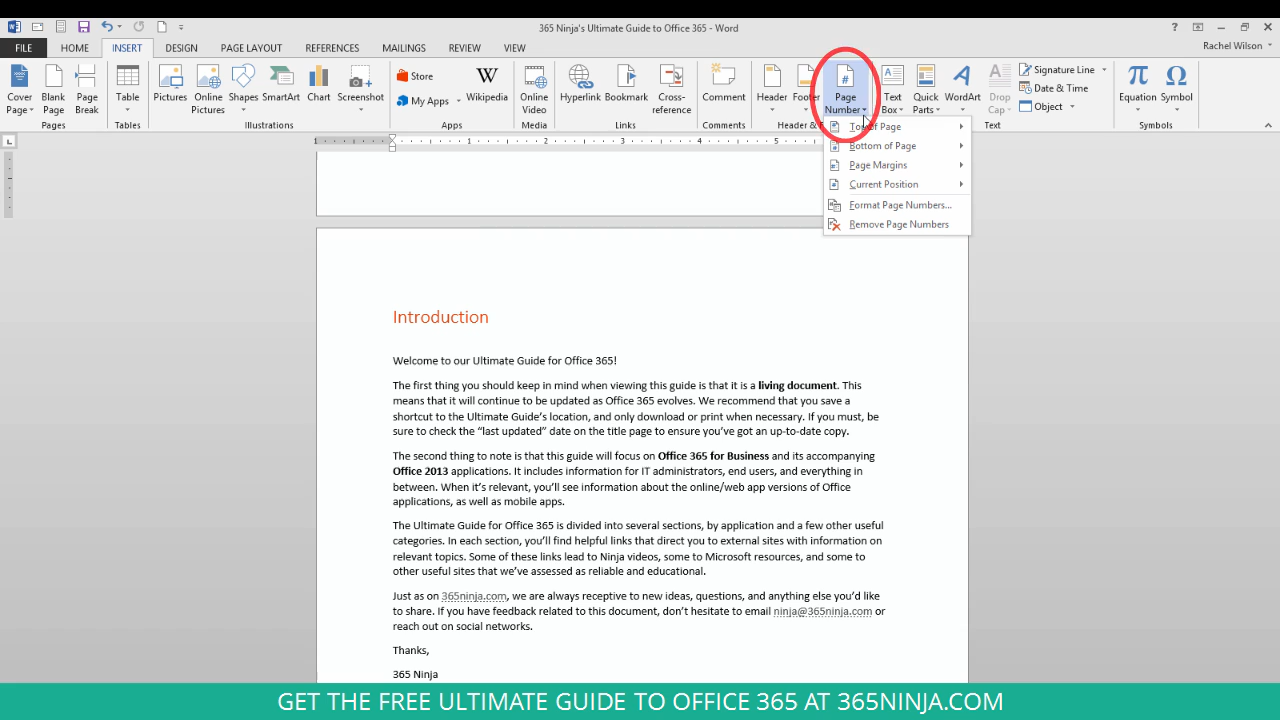 365 Ninja's Ultimate Guide to Office 365 - Word
Rachel Wilson
FILE HOME INSERT DESIGN PAGE LAYOUT REFERENCES MAILINGS REVIEW VIEW
Cover Page
Blank Page
Page Break
Pages
Table
Tables
Pictures
Online Pictures
Shapes
SmartArt
Chart
Screenshot
Illustrations
Store
My Apps
Wikipedia
Apps
Online Video
Media
Hyperlink
Bookmark
Cross-reference
Links
Comment
Comments
Header
Footer
Page Number
Header & F
Text Box
Quick Parts
WordArt
Drop Cap
Signature Line
Date & Time
Object
Text
Equation
Symbol
Symbols
Top of Page
Bottom of Page
Page Margins
Current Position
Format Page Numbers...
Remove Page Numbers
1 1 2 3 4 5
Introduction
Welcome to our Ultimate Guide for Office 365!
The first thing you should keep in mind when viewing this guide is that it is a living document. This
means that it will continue to be updated as Office 365 evolves. We recommend that you save a
shortcut to the Ultimate Guide's location, and only download or print when necessary. If you must, be
sure to check the “last updated” date on the title page to ensure you've got an up-to-date copy.
The second thing to note is that this guide will focus on Office 365 for Business and its accompanying
Office 2013 applications. It includes information for IT administrators, end users, and everything in
between. When it's relevant, you'll see information about the online/web app versions of Office
applications, as well as mobile apps.
The Ultimate Guide for Office 365 is divided into several sections, by application and a few other useful
categories. In each section, you'll find helpful links that direct you to external sites with information on
relevant topics. Some of these links lead to Ninja videos, some to Microsoft resources, and some to
other useful sites that we've assessed as reliable and educational.
Just as on 365ninja.com, we are always receptive to new ideas, questions, and anything else you'd like
to share. If you have feedback related to this document, don't hesitate to email ninja@365ninja.com or
reach out on social networks.
Thanks,
365 Ninja
GET THE FREE ULTIMATE GUIDE TO OFFICE 365 AT 365NINJA.COM